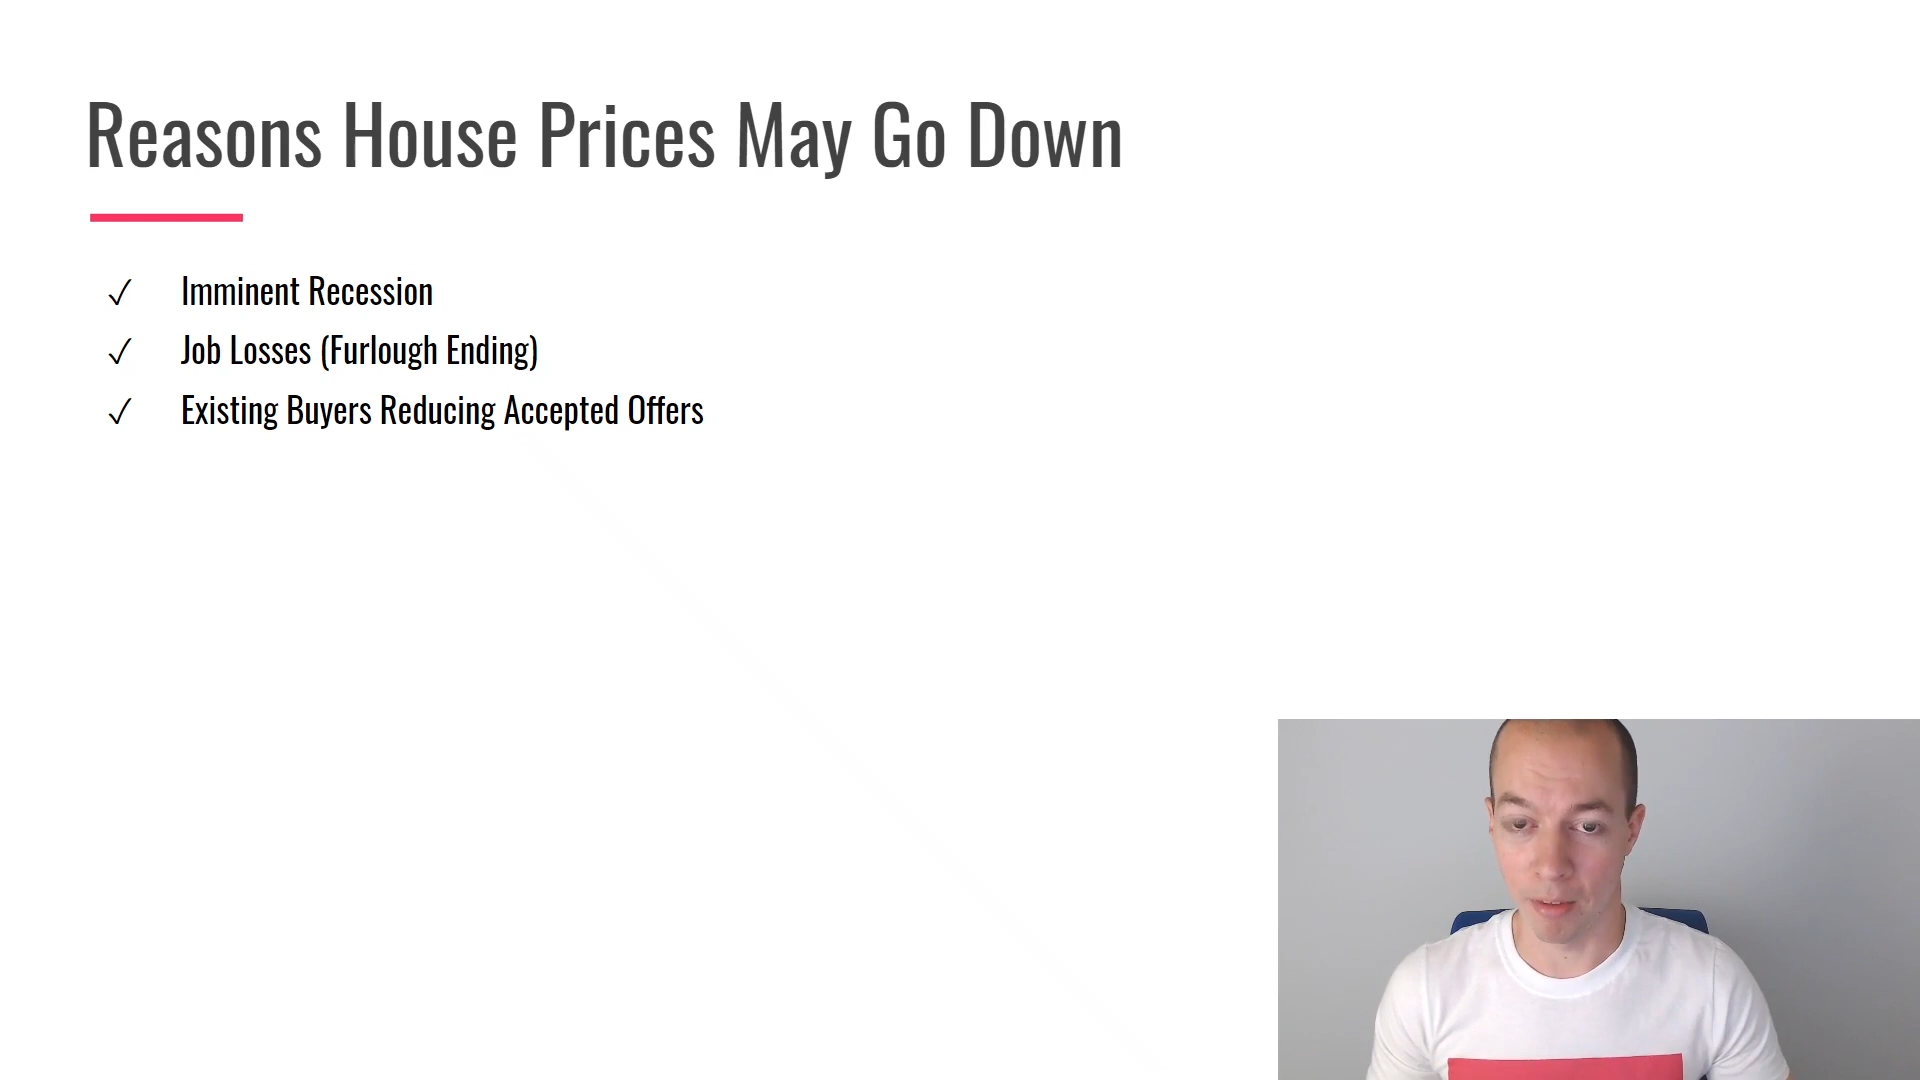 Reasons House Prices May Go Down
✓ Imminent Recession
✓ Job Losses (Furlough Ending)
✓ Existing Buyers Reducing Accepted Offers